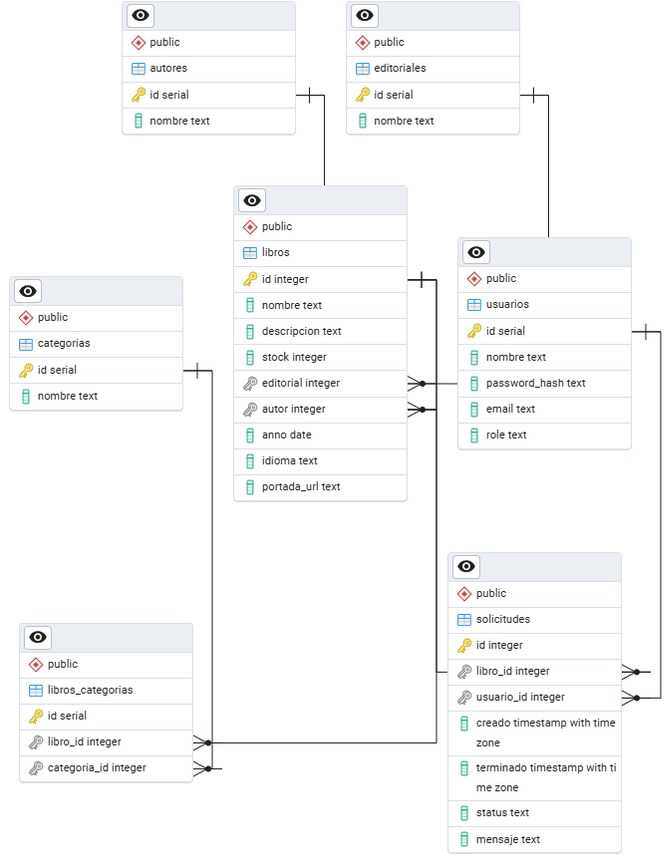 public
autores
id serial
nombre text
public
editoriales
id serial
nombre text
public
libros
id integer
nombre text
descripcion text
stock integer
editorial integer
autor integer
anno date
idioma text
portada_url text
public
usuarios
id serial
nombre text
password_hash text
email text
role text
public
categorias
id serial
nombre text
public
solicitudes
id integer
libro_id integer
usuario_id integer
creado timestamp with time
zone
terminado timestamp with ti
me zone
status text
mensaje text
public
libros_categorias
id serial
libro_id integer
categoria_id integer